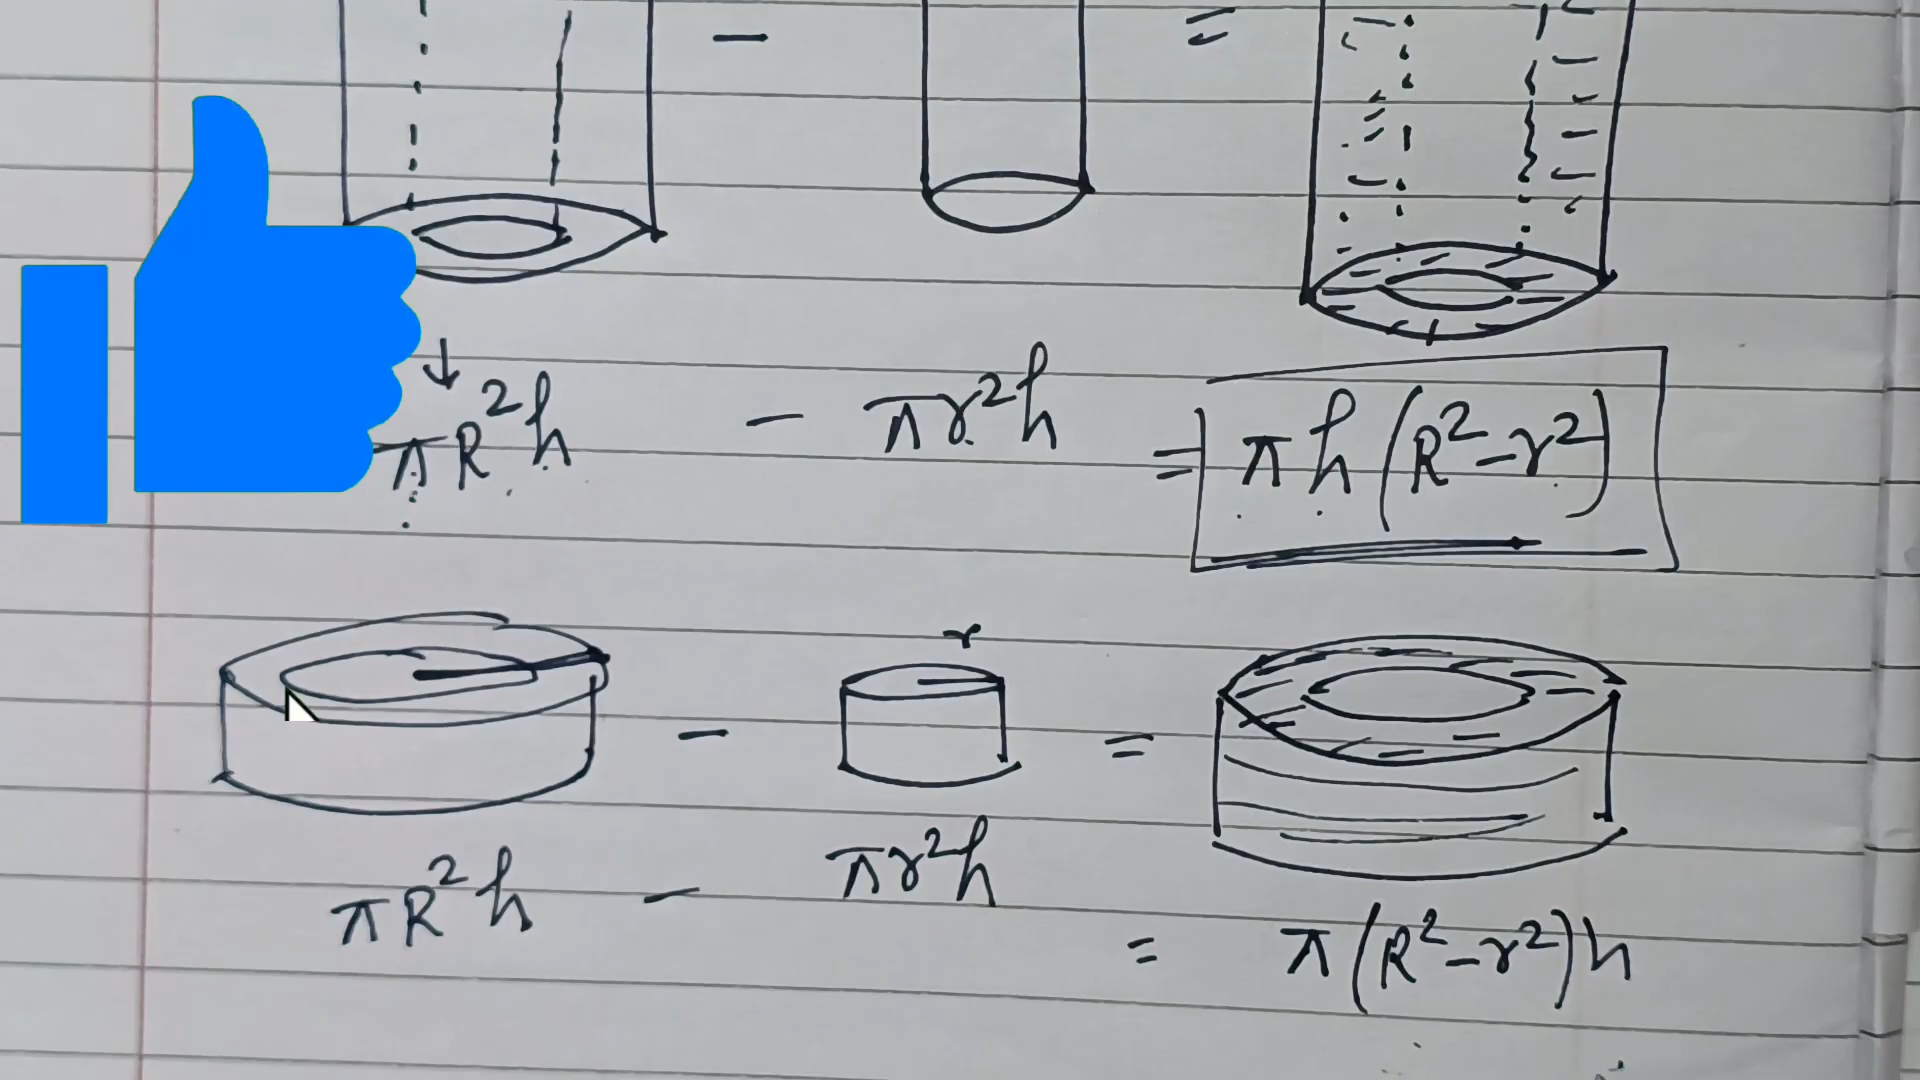 πR²h - πr²h = πh(R²-r²)
r
πR²h - πr²h
= π(R²-r²)h